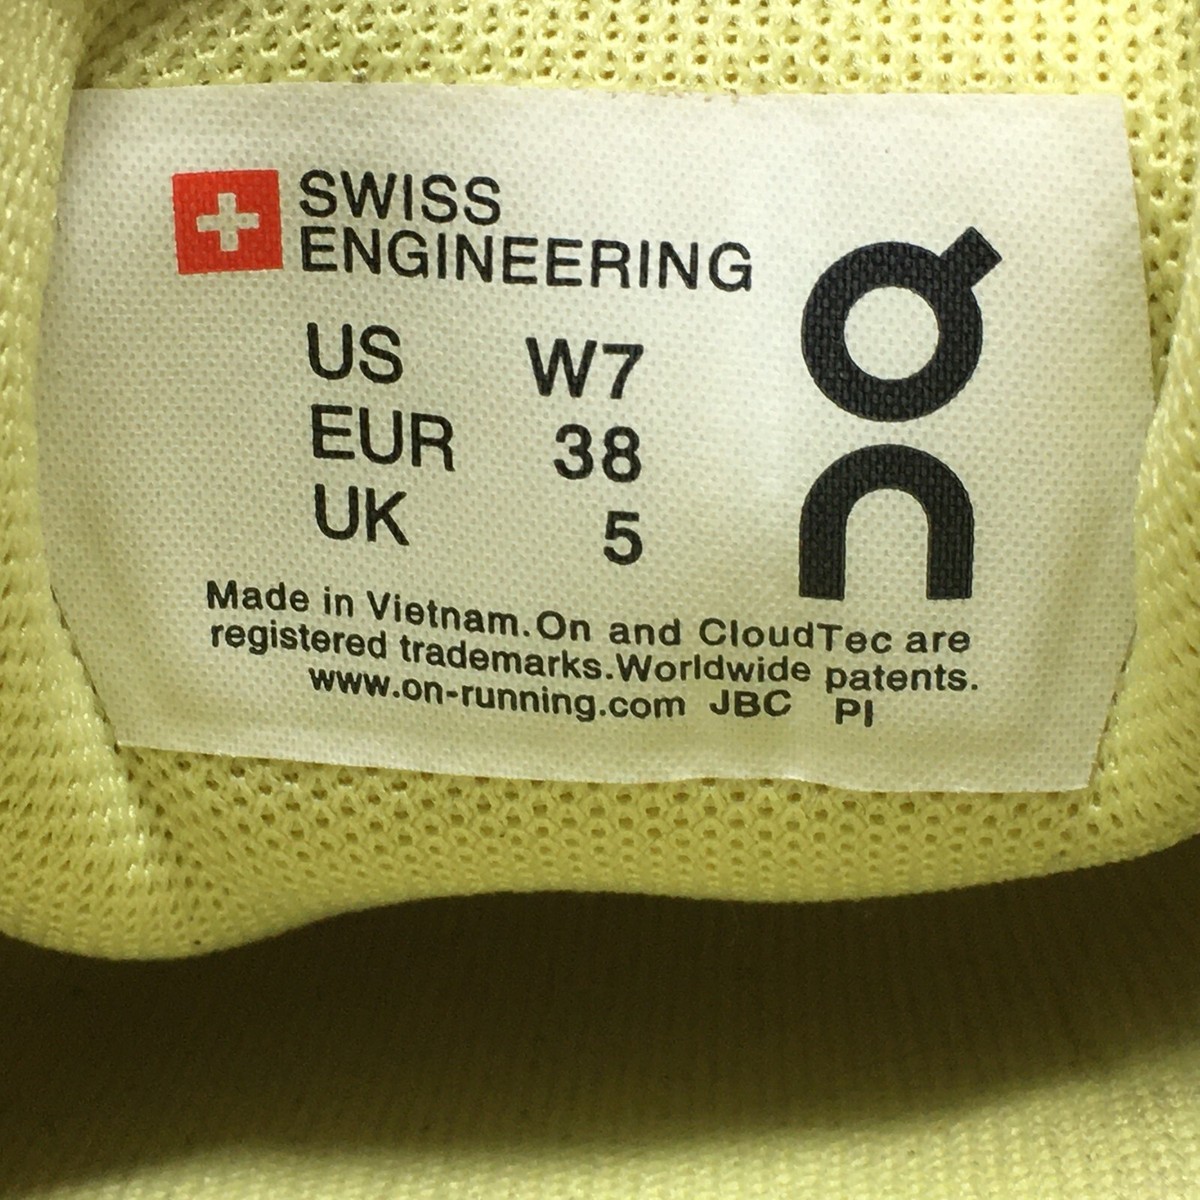 SWISS
ENGINEERING
US W7
EUR 38
UK 5
Made in Vietnam.On and CloudTec are
registered trademarks.Worldwide patents.
www.on-running.com JBC PI
On